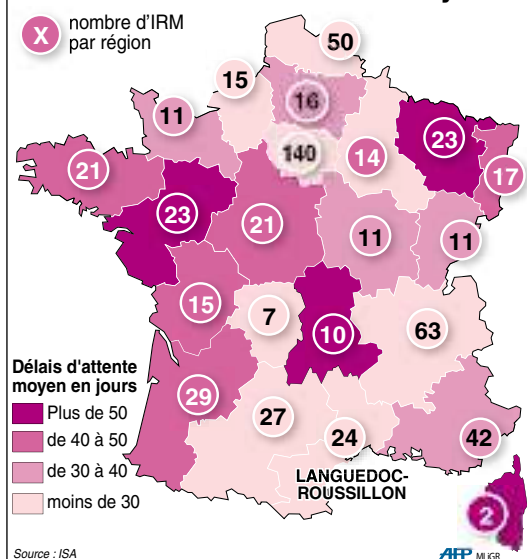 X
nombre d'IRM
par région
50
15
16
11
140
14
23
21
17
23
21
11
11
15
7
10
63
29
27
24
42
2
LANGUEDOC-
ROUSSILLON
Délais d'attente
moyen en jours
Plus de 50
de 40 à 50
de 30 à 40
moins de 30
Source : ISA
AFP